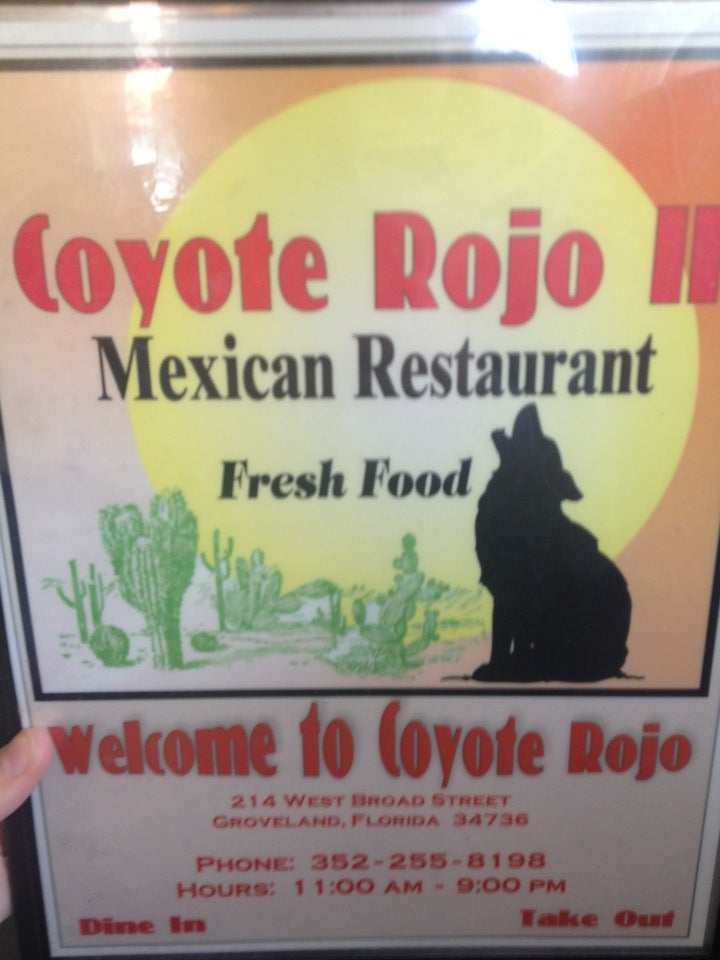 Coyote Rojo II
Mexican Restaurant
Fresh Food
Welcome to Coyote Rojo
214 West Broad Street
Groveland, Florida 34736
Phone: 352-255-8198
Hours: 11:00 am - 9:00 pm
Dine In Take Out